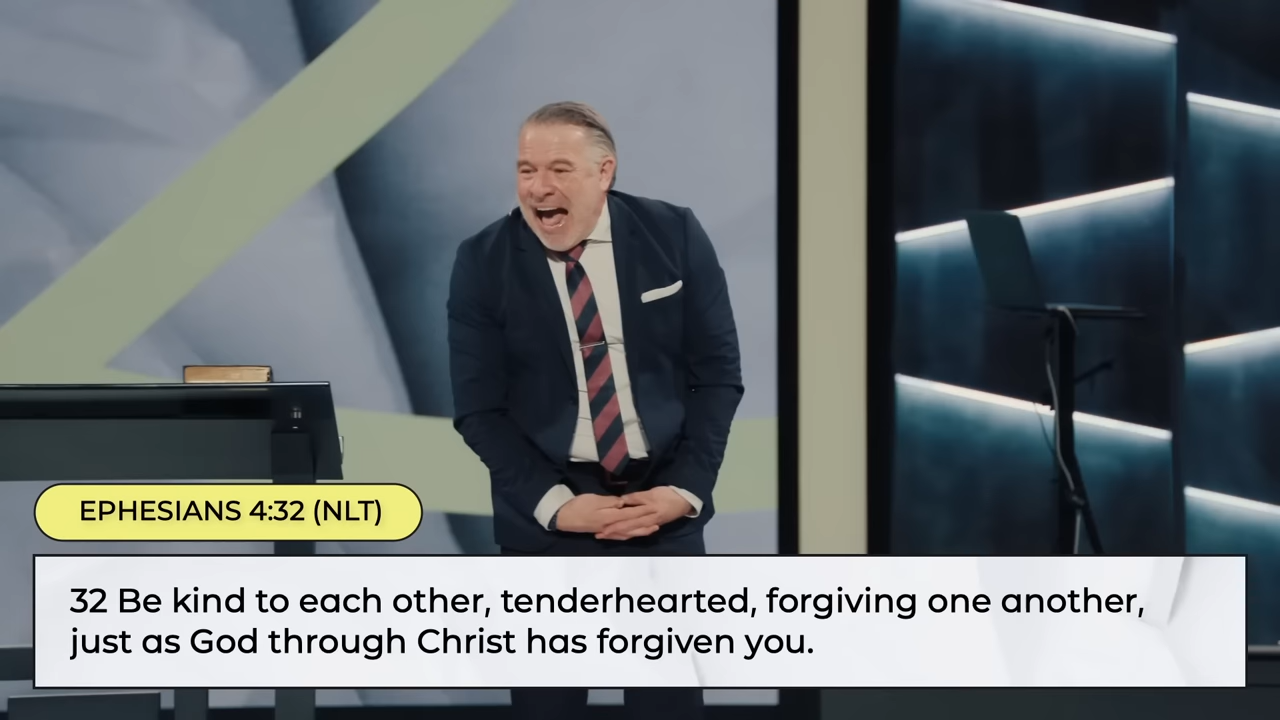 EPHESIANS 4:32 (NLT)
32 Be kind to each other, tenderhearted, forgiving one another,
just as God through Christ has forgiven you.